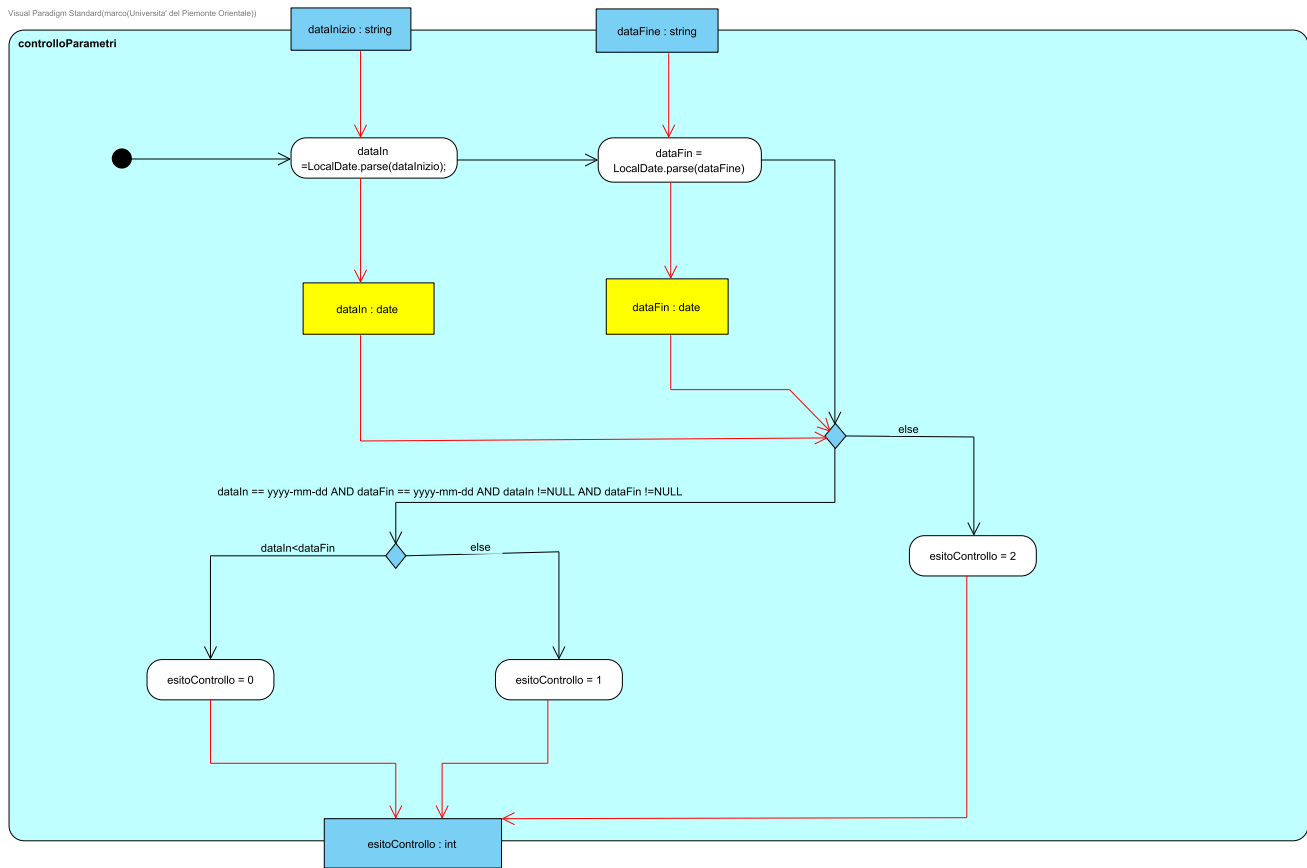 Visual Paradigm Standard(marco(Universita' del Piemonte Orientale))
dataInizio : string
dataFine : string
controlloParametri
dataIn
=LocalDate.parse(dataInizio);
dataFin =
LocalDate.parse(dataFine)
dataIn : date
dataFin : date
else
dataIn == yyyy-mm-dd AND dataFin == yyyy-mm-dd AND dataIn !=NULL AND dataFin !=NULL
dataIn<dataFin
else
esitoControllo = 2
esitoControllo = 0
esitoControllo = 1
esitoControllo : int